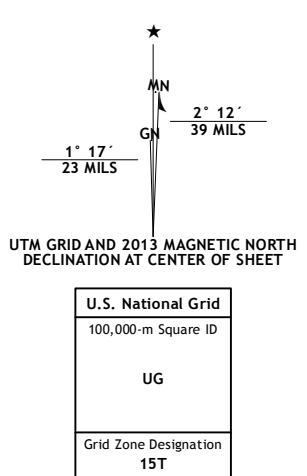 ★
MN
GN
2° 12´
39 MILS
1° 17´
23 MILS
UTM GRID AND 2013 MAGNETIC NORTH
DECLINATION AT CENTER OF SHEET
U.S. National Grid
100,000-m Square ID
UG
Grid Zone Designation
15T